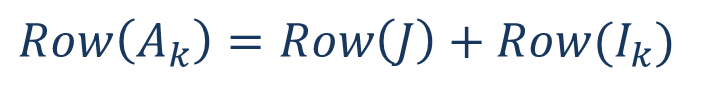 Row(A_k) = Row(J) + Row(I_k)